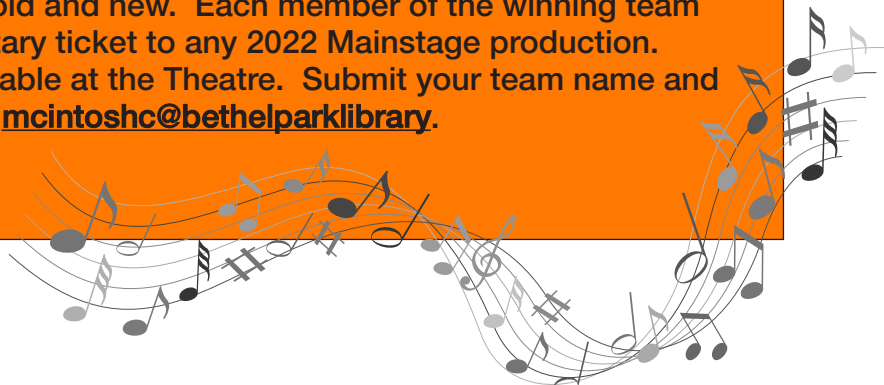 old and new.  Each member of the winning team
tary ticket to any 2022 Mainstage production.
able at the Theatre.  Submit your team name and
mcintoshc@bethelparklibrary.